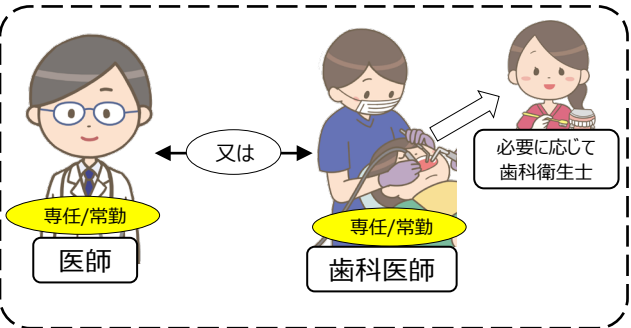 専任/常勤
医師
又は
専任/常勤
歯科医師
必要に応じて
歯科衛生士